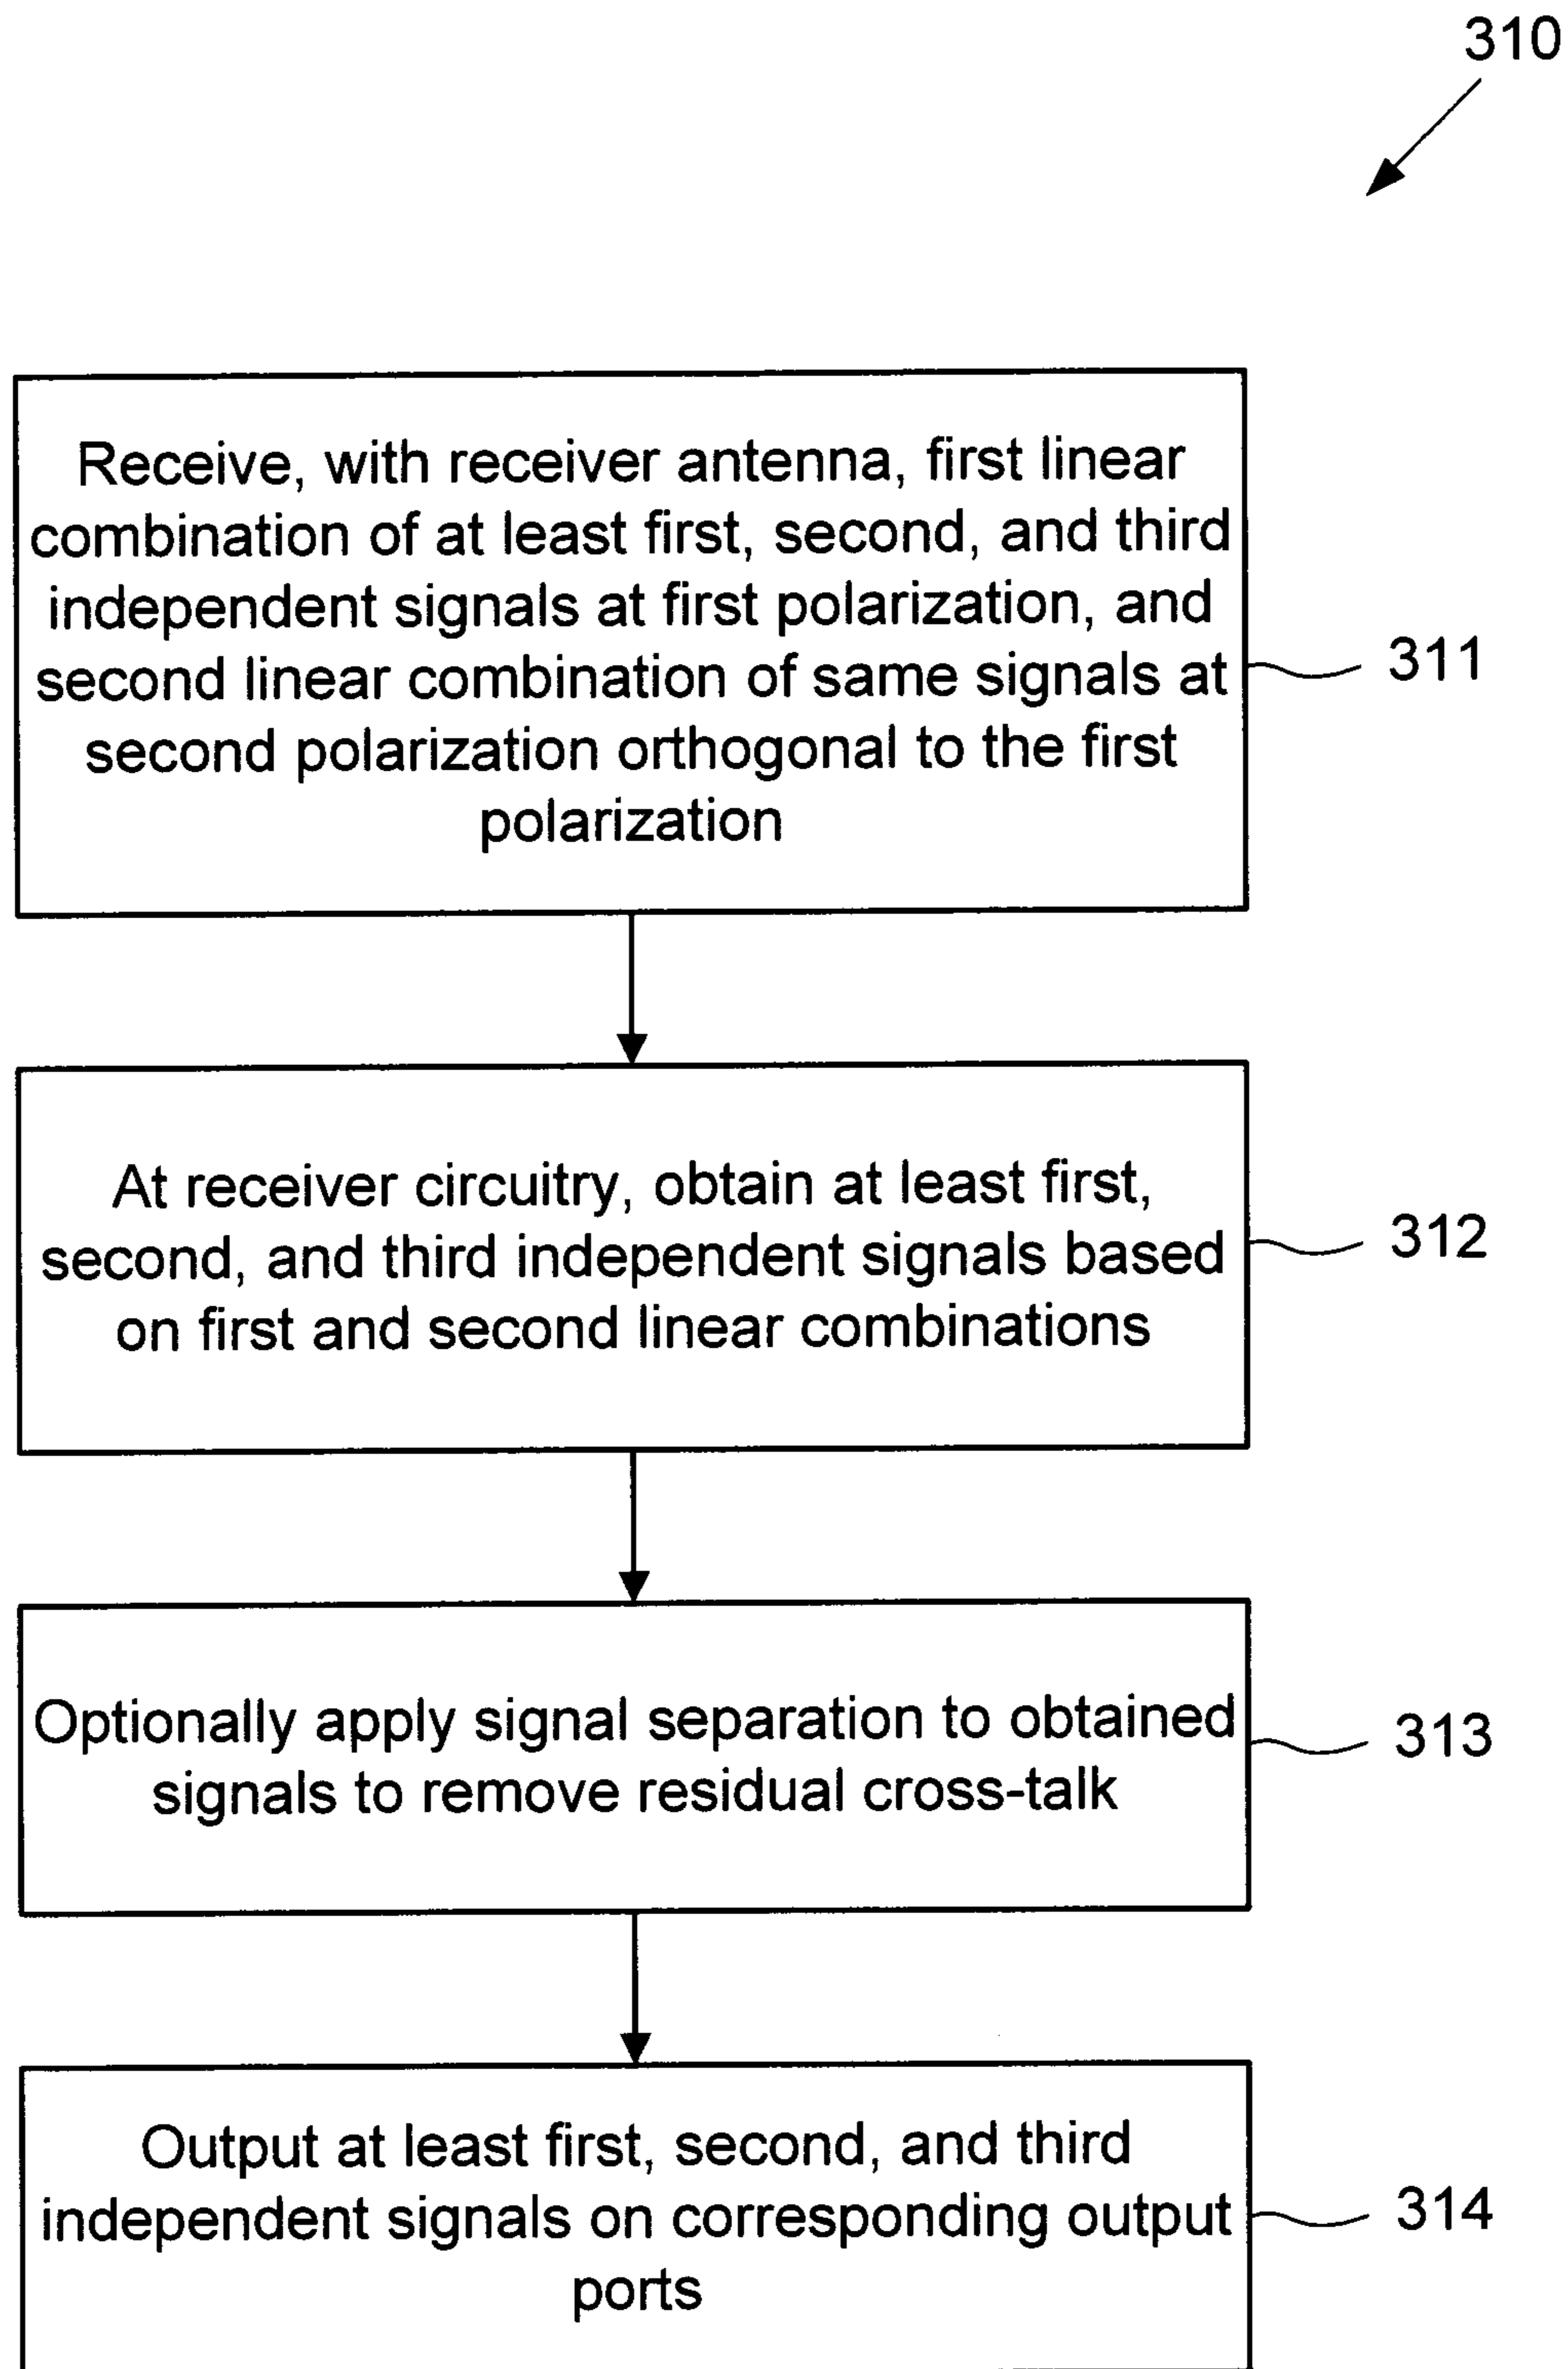 310
Receive, with receiver antenna, first linear
combination of at least first, second, and third
independent signals at first polarization, and
second linear combination of same signals at
second polarization orthogonal to the first
polarization
311
At receiver circuitry, obtain at least first,
second, and third independent signals based
on first and second linear combinations
312
Optionally apply signal separation to obtained
signals to remove residual cross-talk
313
Output at least first, second, and third
independent signals on corresponding output
ports
314